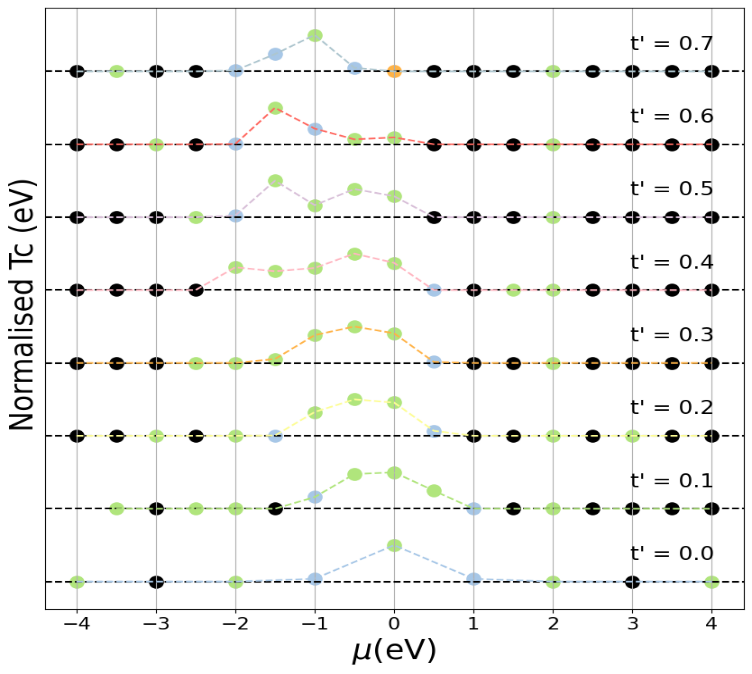 t' = 0.7
t' = 0.6
t' = 0.5
t' = 0.4
t' = 0.3
t' = 0.2
t' = 0.1
t' = 0.0
Normalised Tc (eV)
−4 −3 −2 −1 0 1 2 3 4
μ(eV)